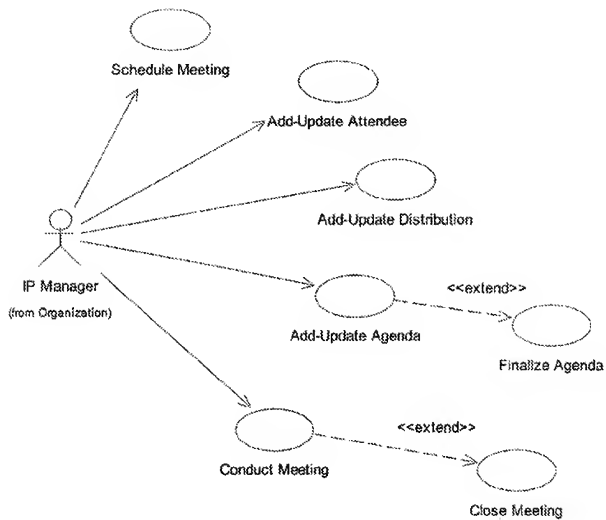 Schedule Meeting
Add-Update Attendee
Add-Update Distribution
IP Manager
(from Organization)
Add-Update Agenda
<<extend>>
Finalize Agenda
Conduct Meeting
<<extend>>
Close Meeting